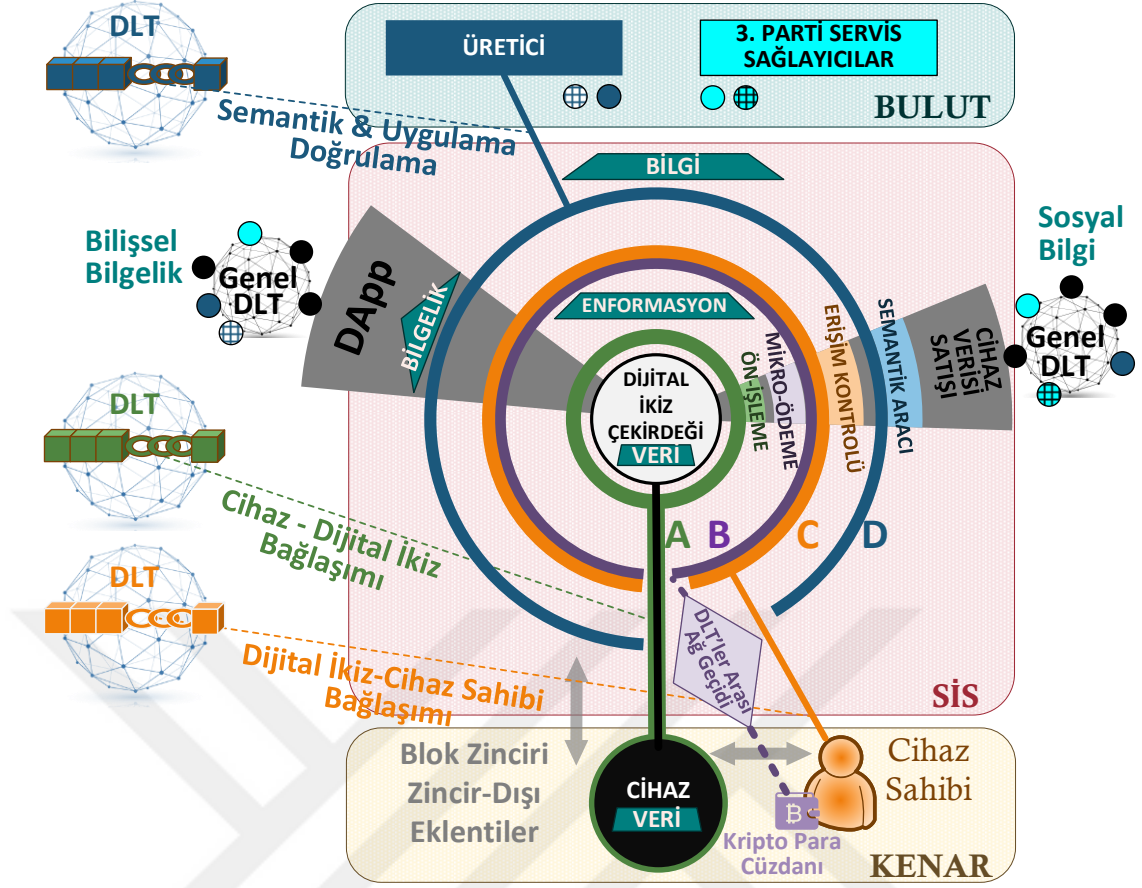 DLT
ÜRETİCİ
3. PARTİ SERVİS
SAĞLAYICILAR
BULUT
Semantik & Uygulama
Doğrulama
BİLGİ
Bilişsel
Bilgelik
Genel
DLT
DApp
BİLGELİK
ENFORMASYON
DİJİTAL
İKİZ
ÇEKİRDEĞİ
VERİ
ÖN-İŞLEME
MİKRO-ÖDEME
ERİŞİM KONTROLÜ
SEMANTİK ARACI
CİHAZ
VERİSİ
SATIŞI
Sosyal
Bilgi
Genel
DLT
DLT
Cihaz - Dijital İkiz
Bağlaşımı
A B C D
DLT
Dijital İkiz-Cihaz Sahibi
Bağlaşımı
DLT'ler Arası
Ağ Geçidi
SİS
Blok Zinciri
Zincir-Dışı
Eklentiler
CİHAZ
VERİ
Cihaz
Sahibi
B
Kripto Para
Cüzdanı
KENAR